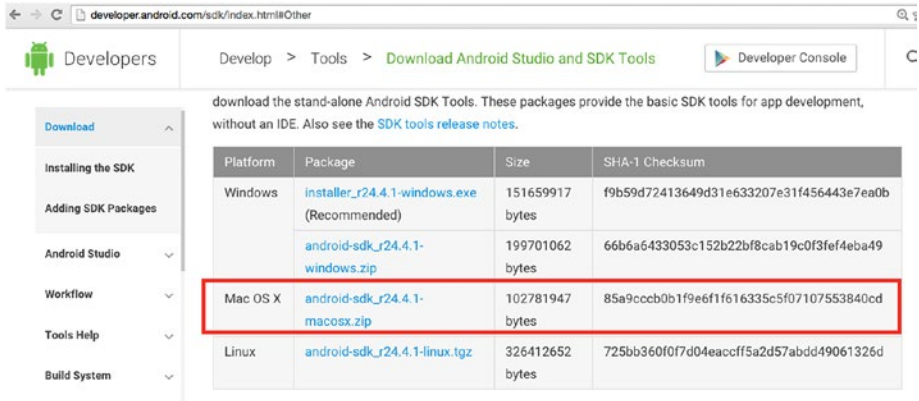 developer.android.com/sdk/index.html#Other
Developers
Develop > Tools > Download Android Studio and SDK Tools
Developer Console
Download
Installing the SDK
Adding SDK Packages
Android Studio
Workflow
Tools Help
Build System
download the stand-alone Android SDK Tools. These packages provide the basic SDK tools for app development,
without an IDE. Also see the SDK tools release notes.
Platform Package Size SHA-1 Checksum
Windows installer_r24.4.1-windows.exe 151659917 f9b59d72413649d31e633207e31f456443e7ea0b
(Recommended) bytes
android-sdk_r24.4.1- 199701062 66b6a6433053c152b22bf8cab19c0f3fef4eba49
windows.zip bytes
Mac OS X android-sdk_r24.4.1- 102781947 85a9cccb0b1f9e6f1f616335c5f07107553840cd
macosx.zip bytes
Linux android-sdk_r24.4.1-linux.tgz 326412652 725bb360f0f7d04eaccff5a2d57abdd49061326d
bytes